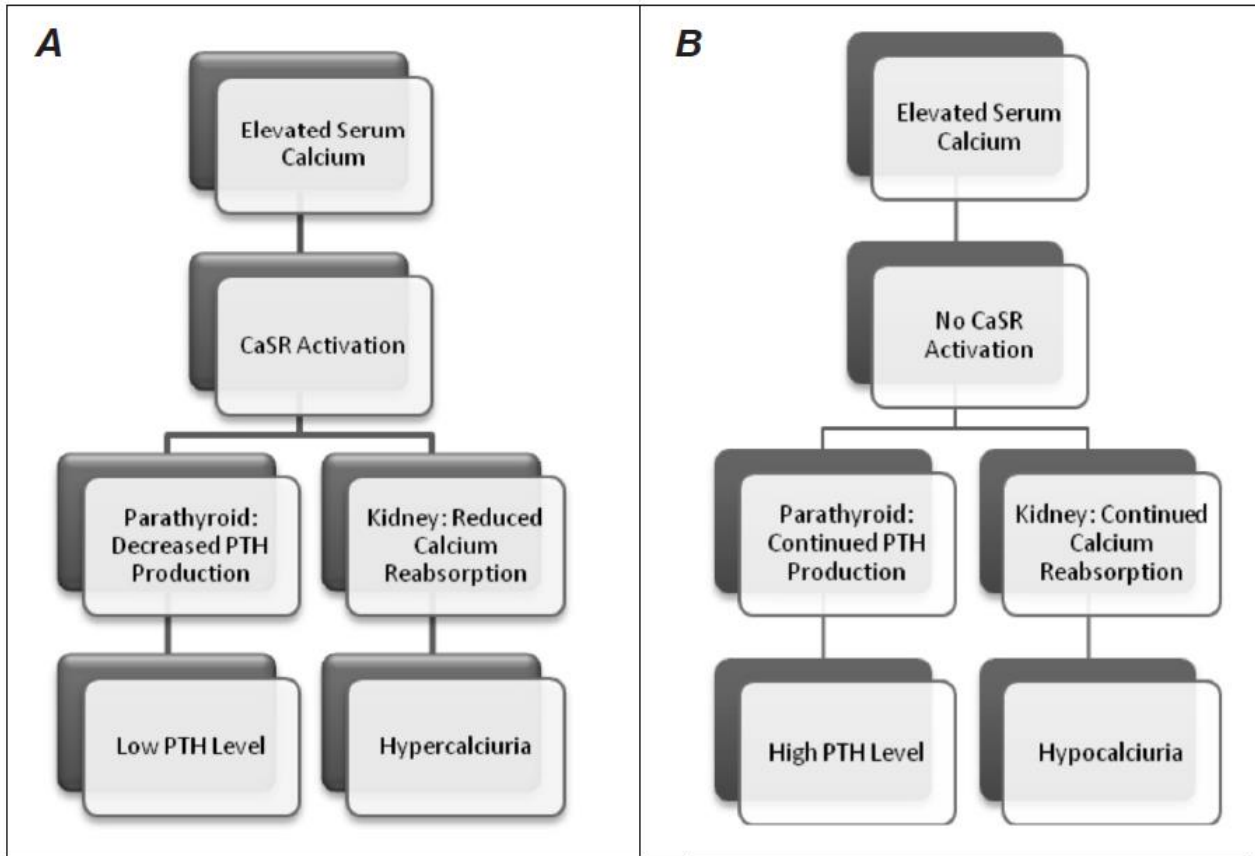 A
Elevated Serum
Calcium
CaSR Activation
Parathyroid:
Decreased PTH
Production
Kidney: Reduced
Calcium
Reabsorption
Low PTH Level
Hypercalciuria
B
Elevated Serum
Calcium
No CaSR
Activation
Parathyroid:
Continued PTH
Production
Kidney: Continued
Calcium
Reabsorption
High PTH Level
Hypocalciuria